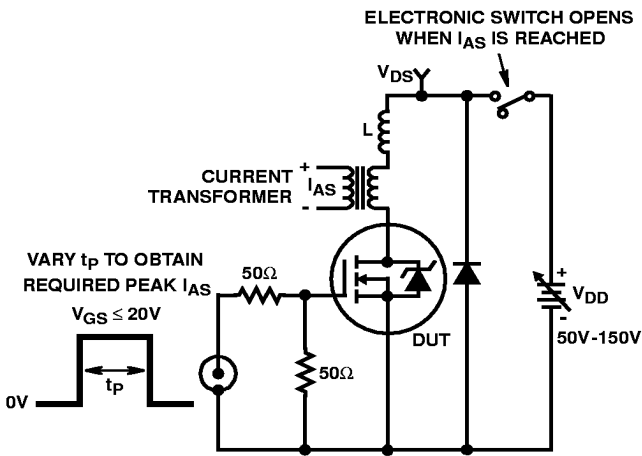 ELECTRONIC SWITCH OPENS
WHEN IAS IS REACHED
VDS
L
CURRENT
TRANSFORMER
+
IAS
-
VARY tP TO OBTAIN
REQUIRED PEAK IAS
50Ω
VGS ≤ 20V
DUT
+
VDD
-
50V-150V
50Ω
tP
0V